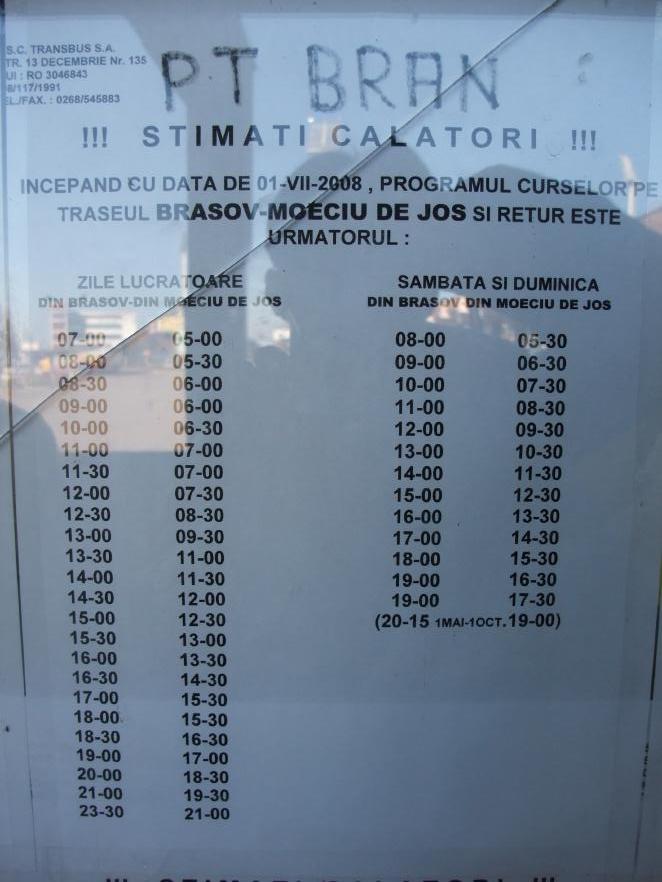 S.C. TRANSBUS S.A.
TR. 13 DECEMBRIE Nr. 135
UI : RO 3046843
8/117/1991
EL./FAX. : 0268/545883
PT BRAN
!!! STIMATI CALATORI !!!
INCEPAND CU DATA DE 01-VII-2008 , PROGRAMUL CURSELOR PE
TRASEUL BRASOV-MOECIU DE JOS SI RETUR ESTE
URMATORUL :
ZILE LUCRATOARE
DIN BRASOV-DIN MOECIU DE JOS
07-00 05-00
08-00 05-30
08-30 06-00
09-00 06-00
10-00 06-30
11-00 07-00
11-30 07-00
12-00 07-30
12-30 08-30
13-00 09-30
13-30 11-00
14-00 11-30
14-30 12-00
15-00 12-30
15-30 13-00
16-00 13-30
16-30 14-30
17-00 15-30
18-00 15-30
18-30 16-30
19-00 17-00
20-00 18-30
21-00 19-30
23-30 21-00
SAMBATA SI DUMINICA
DIN BRASOV DIN MOECIU DE JOS
08-00 05-30
09-00 06-30
10-00 07-30
11-00 08-30
12-00 09-30
13-00 10-30
14-00 11-30
15-00 12-30
16-00 13-30
17-00 14-30
18-00 15-30
19-00 16-30
19-00 17-30
(20-15 1MAI-1OCT. 19-00)
!!! STIMATI CALATORI !!!